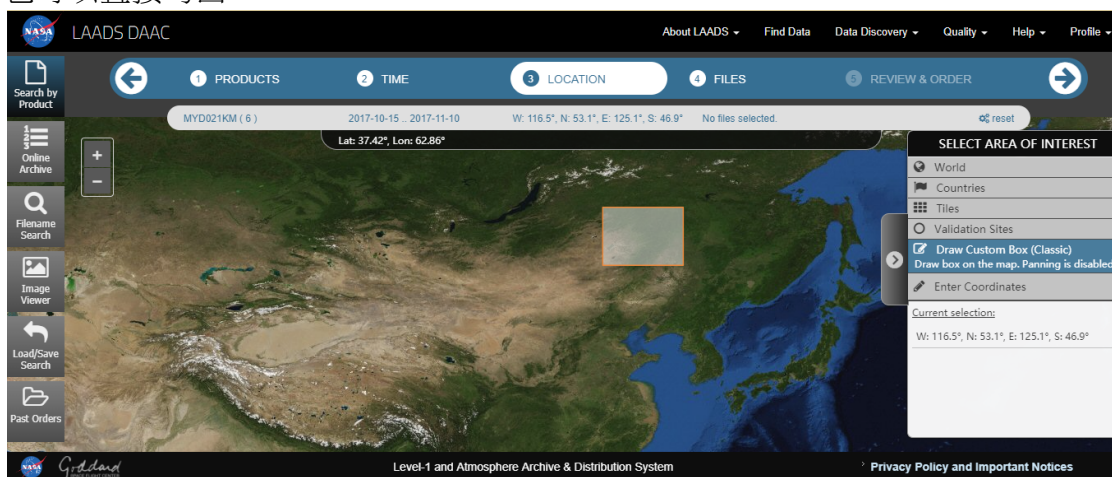 LAADS DAAC
About LAADS
Find Data
Data Discovery
Quality
Help
Profile
Search by
Product
1 PRODUCTS
2 TIME
3 LOCATION
4 FILES
5 REVIEW & ORDER
MYD021KM ( 6 )
2017-10-15 .. 2017-11-10
W: 116.5°, N: 53.1°, E: 125.1°, S: 46.9°
No files selected.
reset
Lat: 37.42°, Lon: 62.86°
Online
Archive
Filename
Search
Image
Viewer
Load/Save
Search
Past Orders
+
–
SELECT AREA OF INTEREST
World
Countries
Tiles
Validation Sites
Draw Custom Box (Classic)
Draw box on the map. Panning is disabled
Enter Coordinates
Current selection:
W: 116.5°, N: 53.1°, E: 125.1°, S: 46.9°
NASA
Goddard
Level-1 and Atmosphere Archive & Distribution System
Privacy Policy and Important Notices